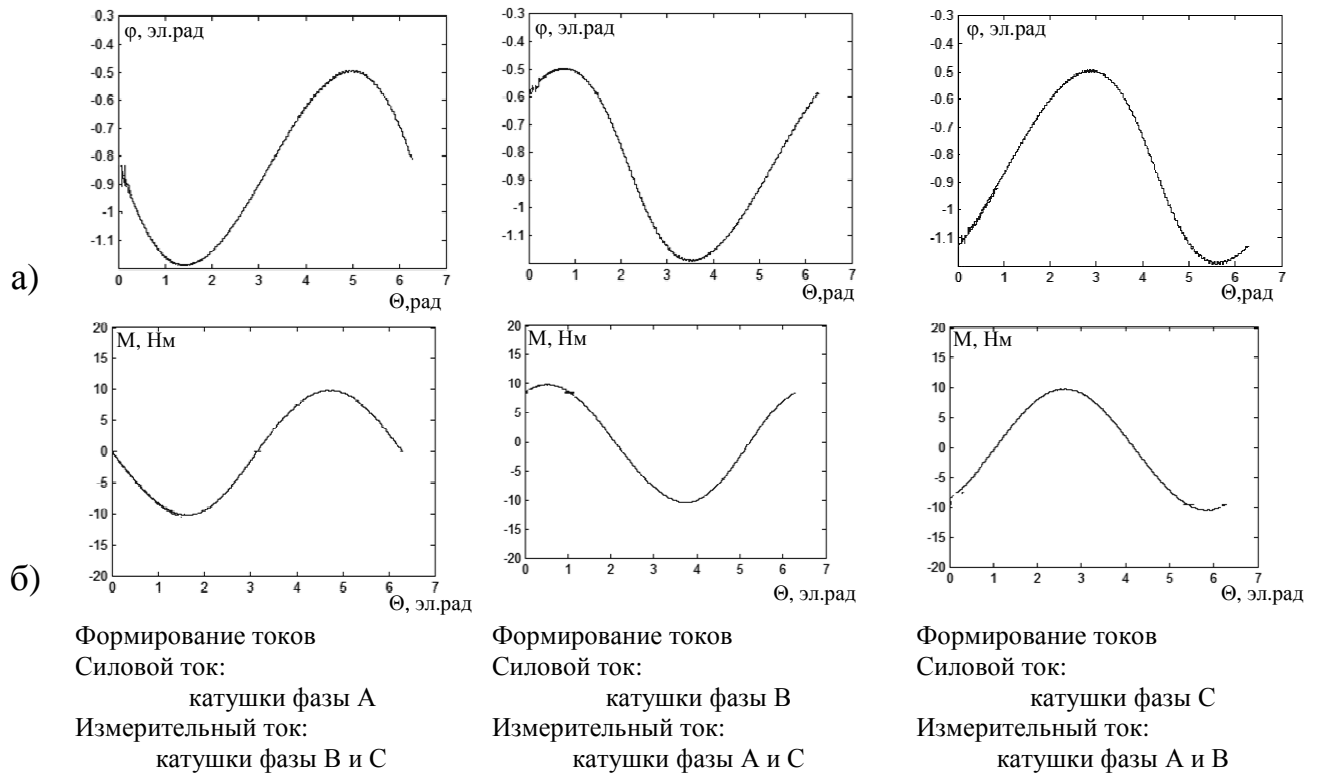 -0.3
φ, эл.рад
-0.4
-0.5
-0.6
-0.7
-0.8
-0.9
-1
-1.1
0 1 2 3 4 5 6 7
Θ,рад
-0.3
φ, эл.рад
-0.4
-0.5
-0.6
-0.7
-0.8
-0.9
-1
-1.1
0 1 2 3 4 5 6 7
Θ,рад
-0.3
φ, эл.рад
-0.4
0.5
-0.6
-0.7
-0.8
-0.9
-1
-1.1
0 1 2 3 4 5 6 7
Θ,рад
а)
20
М, Нм
15
10
5
0
-5
-10
-15
-20
0 1 2 3 4 5 6 7
Θ, эл.рад
20
М, Нм
15
10
5
0
-5
-10
-15
-20
0 1 2 3 4 5 6 7
Θ, эл.рад
20
М, Нм
15
10
5
0
-5
-10
-15
-20
0 1 2 3 4 5 6 7
Θ, эл.рад
б)
Формирование токов
Силовой ток:
катушки фазы А
Измерительный ток:
катушки фазы В и С
Формирование токов
Силовой ток:
катушки фазы В
Измерительный ток:
катушки фазы А и С
Формирование токов
Силовой ток:
катушки фазы С
Измерительный ток:
катушки фазы А и В